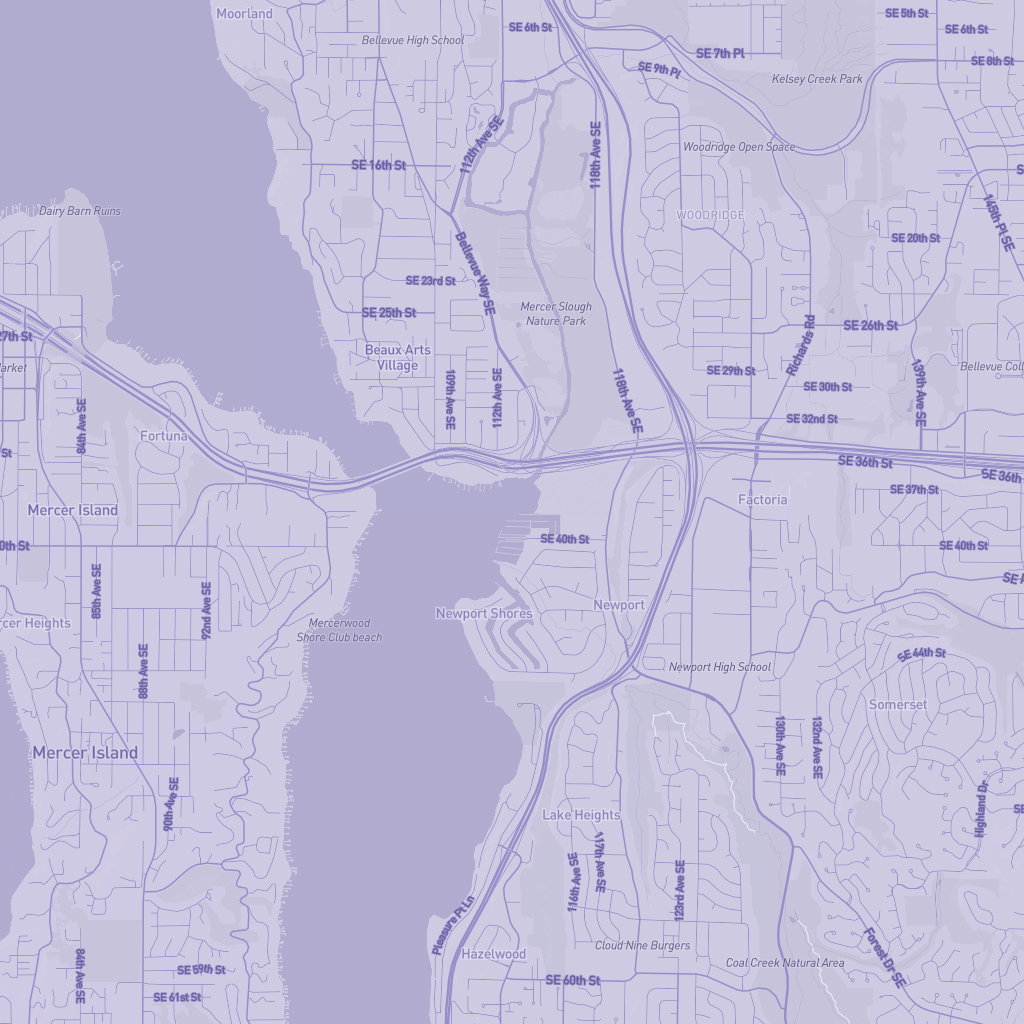 Moorland
SE 6th St
SE 5th St
SE 6th St
Bellevue High School
SE 7th Pl
SE 8th St
SE 9th Pl
Kelsey Creek Park
112th Ave SE
118th Ave SE
Woodridge Open Space
SE 16th St
Dairy Barn Ruins
WOODRIDGE
145th Pl SE
SE 20th St
Bellevue Way SE
SE 23rd St
SE 25th St
Mercer Slough
Nature Park
27th St
SE 26th St
Richards Rd
Beaux Arts
Village
arket
109th Ave SE
112th Ave SE
118th Ave SE
SE 29th St
SE 30th St
139th Ave SE
Bellevue Coll
84th Ave SE
SE 32nd St
Fortuna
St
SE 36th St
SE 36th
SE 37th St
Factoria
Mercer Island
0th St
SE 40th St
SE 40th St
85th Ave SE
92nd Ave SE
Newport Shores
Newport
cer Heights
Mercerwood
Shore Club beach
88th Ave SE
SE 44th St
Newport High School
Somerset
130th Ave SE
132nd Ave SE
Mercer Island
90th Ave SE
Highland Dr
SE
Lake Heights
116th Ave SE
117th Ave SE
123rd Ave SE
Pleasure Pt Ln
Hazelwood
Cloud Nine Burgers
Coal Creek Natural Area
Forest Dr SE
84th Ave SE
SE 59th St
SE 60th St
SE 61st St